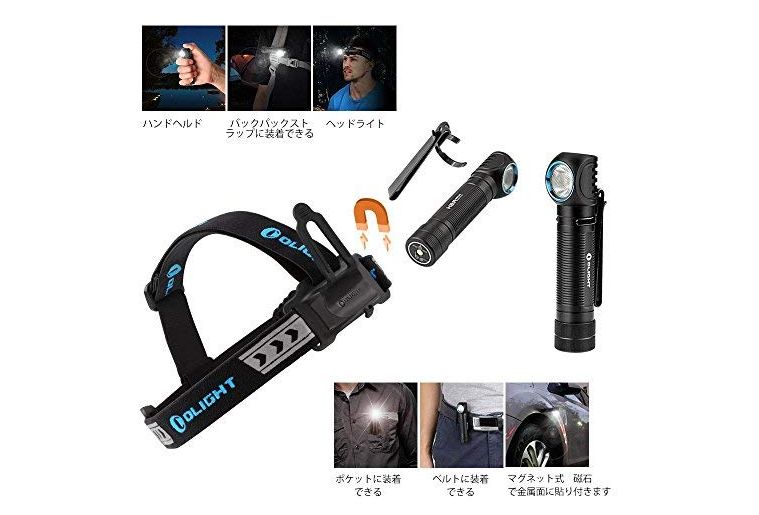 ハンドヘルド
バックパックスト
ラップに装着できる
ヘッドライト
OLIGHT
OLIGHT
OLIGHT
OLIGHT
ポケットに装着
できる
ベルトに装着
できる
マグネット式　磁石
で金属面に貼り付きます